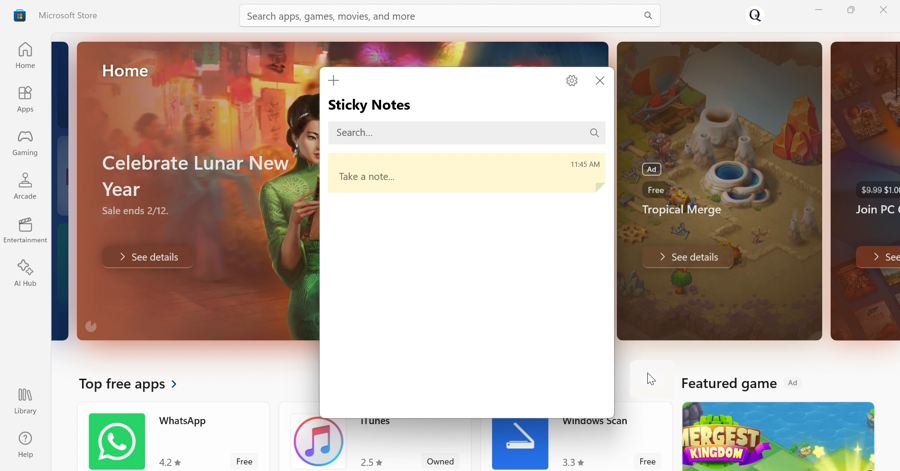 Microsoft Store
Search apps, games, movies, and more
Q
Home
Apps
Gaming
Arcade
Entertainment
AI Hub
Library
Help
Home
Celebrate Lunar New
Year
Sale ends 2/12.
See details
Sticky Notes
Search...
11:45 AM
Take a note...
Ad
Free
Tropical Merge
See details
$9.99 $1.0
Join PC
See
Top free apps
WhatsApp
4.2
Free
iTunes
2.5
Owned
Windows Scan
3.3
Free
Featured game Ad
MERGEST
KINGDOM